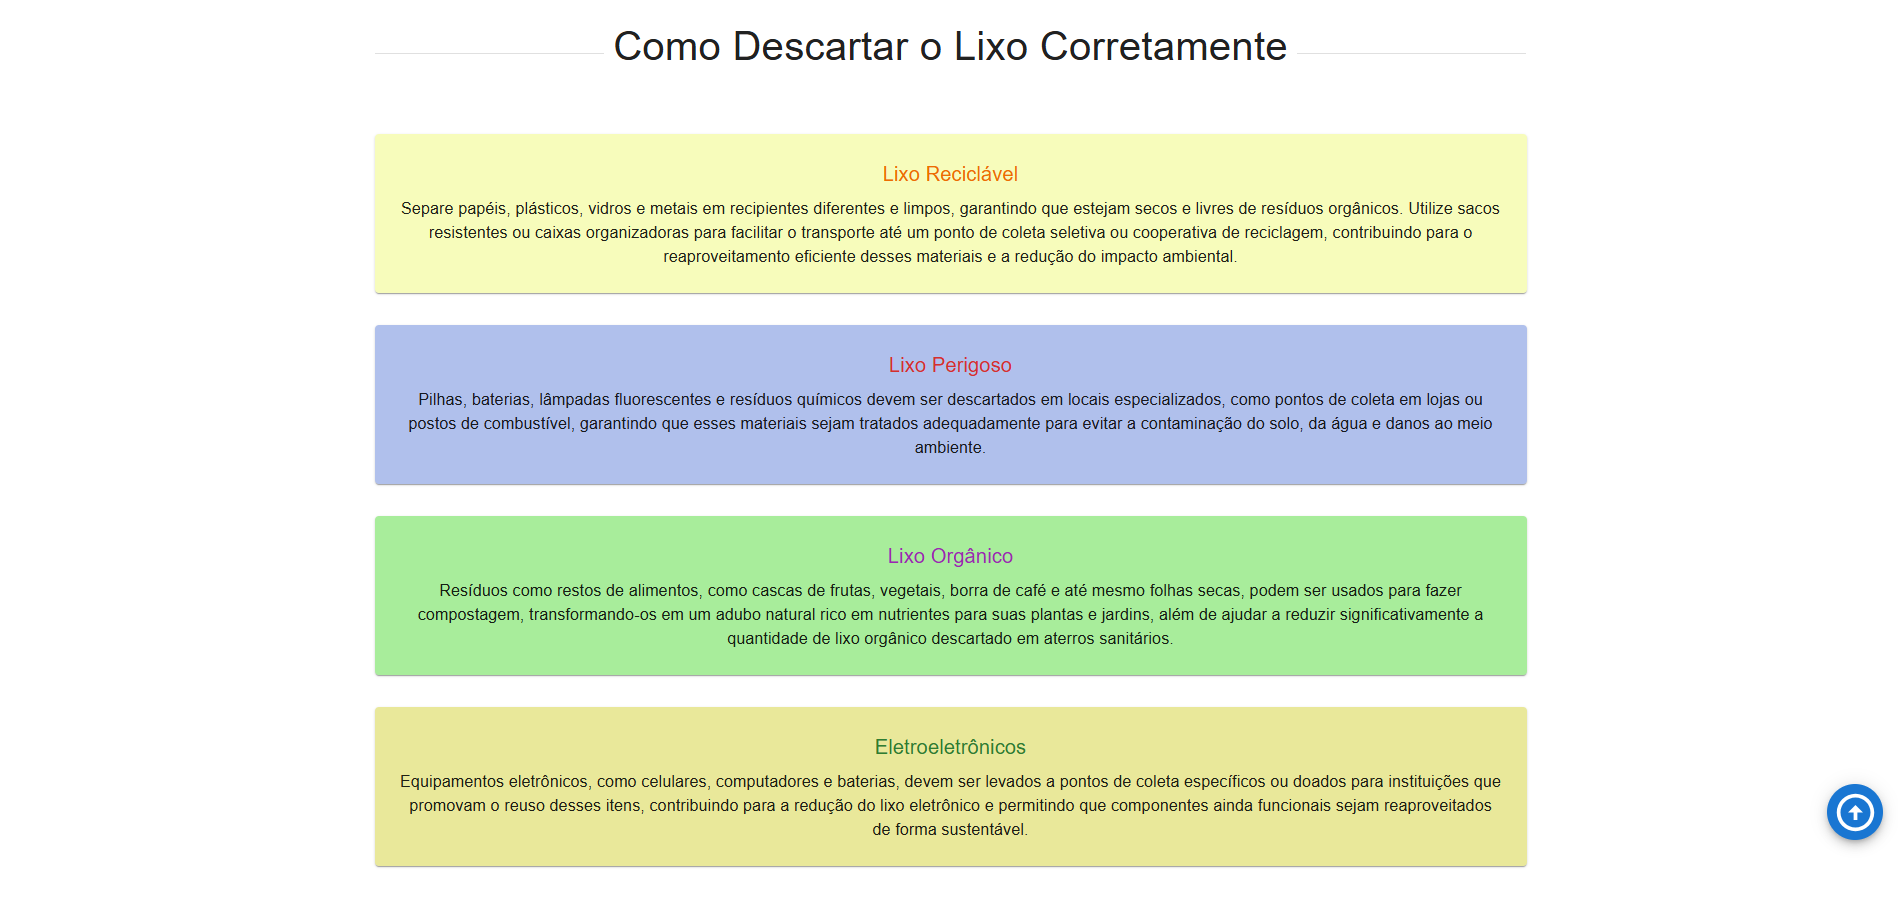 Como Descartar o Lixo Corretamente
Lixo Reciclável
Separe papéis, plásticos, vidros e metais em recipientes diferentes e limpos, garantindo que estejam secos e livres de resíduos orgânicos. Utilize sacos
resistentes ou caixas organizadoras para facilitar o transporte até um ponto de coleta seletiva ou cooperativa de reciclagem, contribuindo para o
reaproveitamento eficiente desses materiais e a redução do impacto ambiental.
Lixo Perigoso
Pilhas, baterias, lâmpadas fluorescentes e resíduos químicos devem ser descartados em locais especializados, como pontos de coleta em lojas ou
postos de combustível, garantindo que esses materiais sejam tratados adequadamente para evitar a contaminação do solo, da água e danos ao meio
ambiente.
Lixo Orgânico
Resíduos como restos de alimentos, como cascas de frutas, vegetais, borra de café e até mesmo folhas secas, podem ser usados para fazer
compostagem, transformando-os em um adubo natural rico em nutrientes para suas plantas e jardins, além de ajudar a reduzir significativamente a
quantidade de lixo orgânico descartado em aterros sanitários.
Eletroeletrônicos
Equipamentos eletrônicos, como celulares, computadores e baterias, devem ser levados a pontos de coleta específicos ou doados para instituições que
promovam o reuso desses itens, contribuindo para a redução do lixo eletrônico e permitindo que componentes ainda funcionais sejam reaproveitados
de forma sustentável.